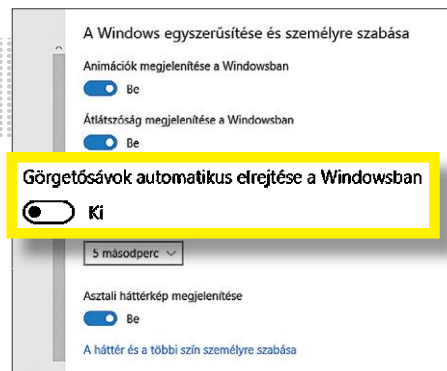 A Windows egyszerűsítése és személyre szabása
Animációk megjelenítése a Windowsban
Be
Átlátszóság megjelenítése a Windowsban
Be
Görgetősávok automatikus elrejtése a Windowsban
Ki
5 másodperc
Asztali háttérkép megjelenítése
Be
A háttér és a többi szín személyre szabása